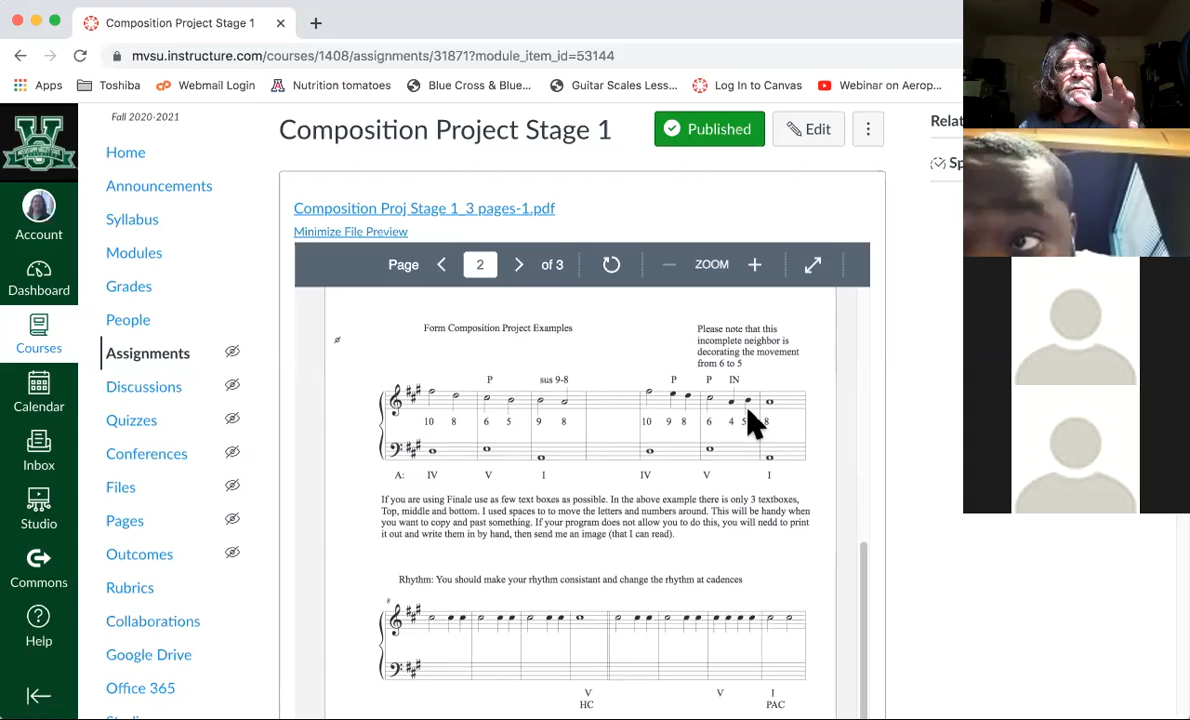 Composition Project Stage 1
mvsu.instructure.com/courses/1408/assignments/31871?module_item_id=53144
Apps
Toshiba
Webmail Login
Nutrition tomatoes
Blue Cross & Blue...
Guitar Scales Less...
Log In to Canvas
Webinar on Aerop...
U
Account
Dashboard
Courses
Calendar
Inbox
Studio
Commons
Help
Fall 2020-2021
Home
Announcements
Syllabus
Modules
Grades
People
Assignments
Discussions
Quizzes
Conferences
Files
Pages
Outcomes
Rubrics
Collaborations
Google Drive
Office 365
Composition Project Stage 1
Published
Edit
Relat
Sp
Composition Proj Stage 1_3 pages-1.pdf
Minimize File Preview
Page 2 of 3 ZOOM
Form Composition Project Examples
Please note that this
incomplete neighbor is
decorating the movement
from 6 to 5
P sus 9-8 P P IN
10 8 6 5 9 8 10 9 8 6 4 5 8
A: IV V I IV V I
If you are using Finale use as few text boxes as possible. In the above example there is only 3 textboxes,
Top, middle and bottom. I used spaces to to move the letters and numbers around. This will be handy when
you want to copy and past something. If your program does not allow you to do this, you will nedd to print
it out and write them in by hand, then send me an image (that I can read).
Rhythm: You should make your rhythm consistant and change the rhythm at cadences
8
V V I
HC PAC